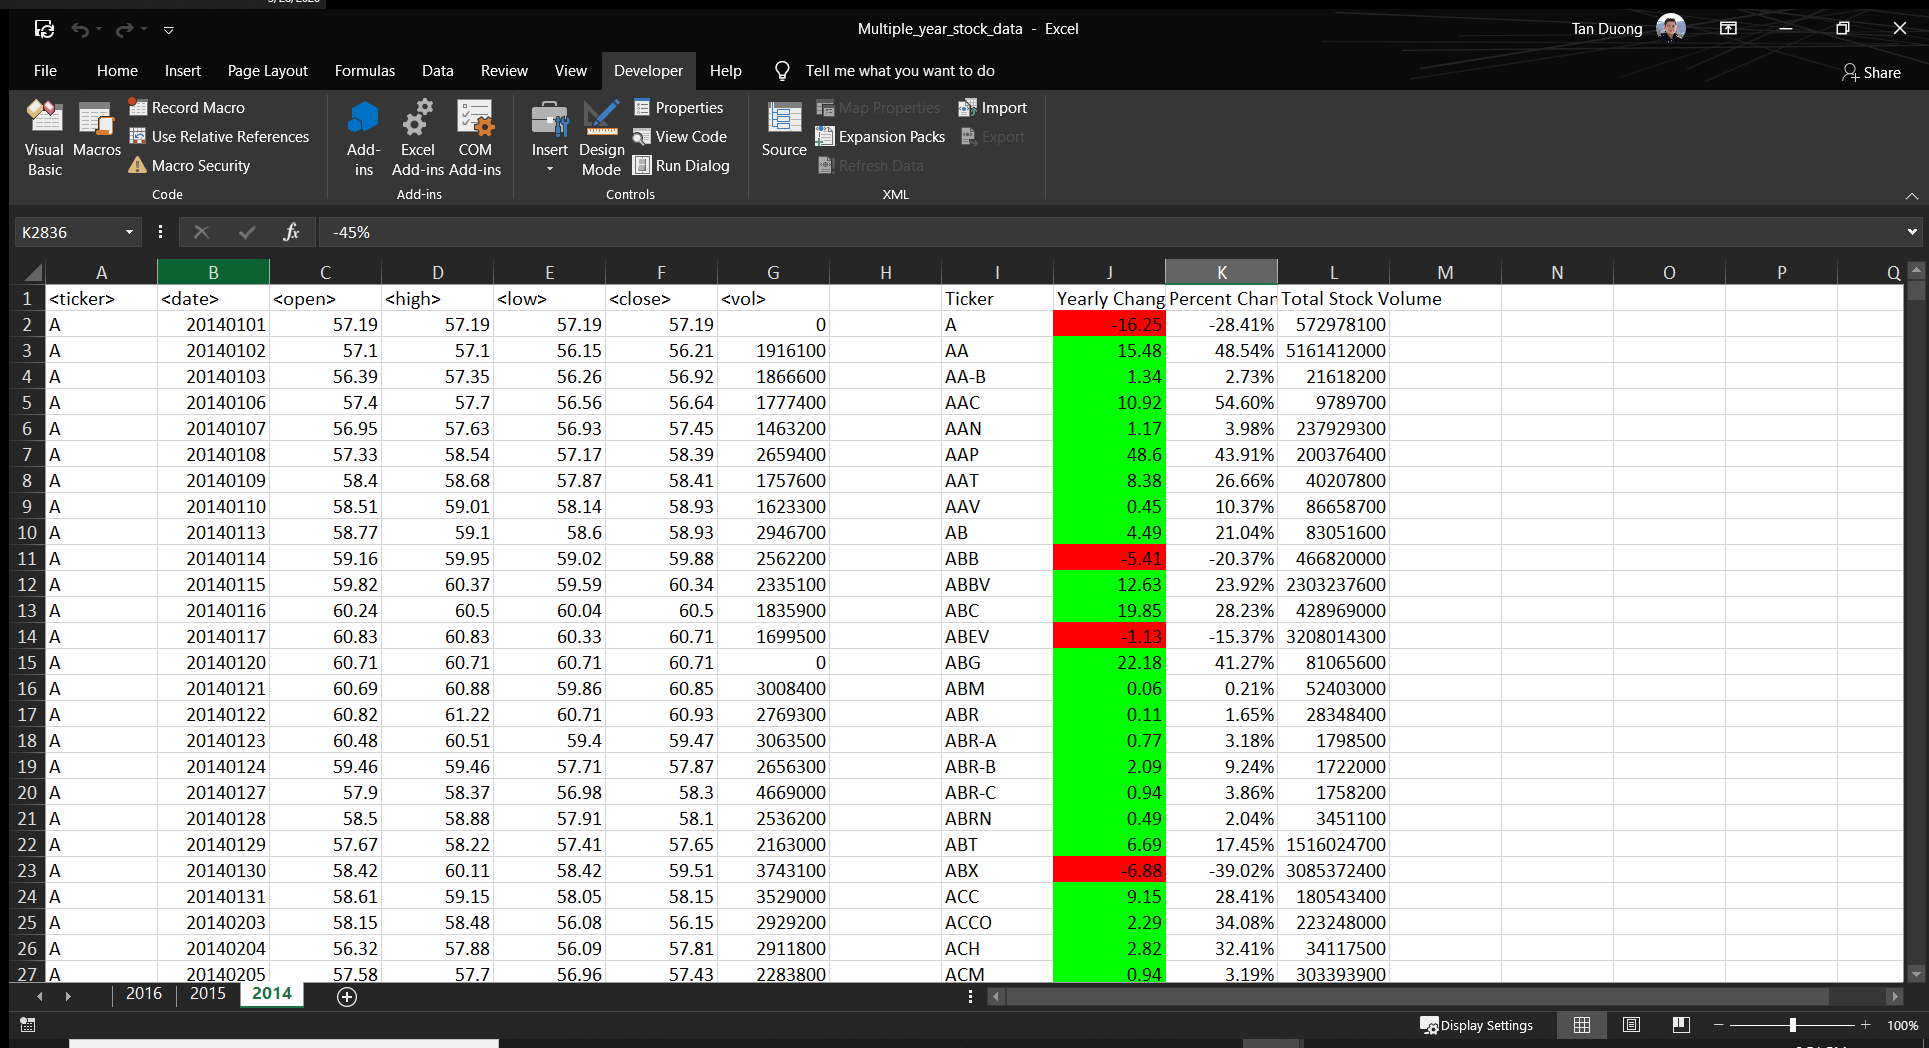 Multiple_year_stock_data - Excel
Tan Duong
File Home Insert Page Layout Formulas Data Review View Developer Help Tell me what you want to do
Share
Visual Basic
Macros
Record Macro
Use Relative References
Macro Security
Code
Add-ins
Excel Add-ins
COM Add-ins
Add-ins
Insert
Design Mode
Properties
View Code
Run Dialog
Controls
Source
Map Properties
Expansion Packs
Refresh Data
Import
Export
XML
K2836 fx -45%
A B C D E F G H I J K L M N O P Q
1 <ticker> <date> <open> <high> <low> <close> <vol> Ticker Yearly Chang Percent Chan Total Stock Volume
2 A 20140101 57.19 57.19 57.19 57.19 0 A -16.25 -28.41% 572978100
3 A 20140102 57.1 57.1 56.15 56.21 1916100 AA 15.48 48.54% 5161412000
4 A 20140103 56.39 57.35 56.26 56.92 1866600 AA-B 1.34 2.73% 21618200
5 A 20140106 57.4 57.7 56.56 56.64 1777400 AAC 10.92 54.60% 9789700
6 A 20140107 56.95 57.63 56.93 57.45 1463200 AAN 1.17 3.98% 237929300
7 A 20140108 57.33 58.54 57.17 58.39 2659400 AAP 48.6 43.91% 200376400
8 A 20140109 58.4 58.68 57.87 58.41 1757600 AAT 8.38 26.66% 40207800
9 A 20140110 58.51 59.01 58.14 58.93 1623300 AAV 0.45 10.37% 86658700
10 A 20140113 58.77 59.1 58.6 58.93 2946700 AB 4.49 21.04% 83051600
11 A 20140114 59.16 59.95 59.02 59.88 2562200 ABB -5.41 -20.37% 466820000
12 A 20140115 59.82 60.37 59.59 60.34 2335100 ABBV 12.63 23.92% 2303237600
13 A 20140116 60.24 60.5 60.04 60.5 1835900 ABC 19.85 28.23% 428969000
14 A 20140117 60.83 60.83 60.33 60.71 1699500 ABEV -1.13 -15.37% 3208014300
15 A 20140120 60.71 60.71 60.71 60.71 0 ABG 22.18 41.27% 81065600
16 A 20140121 60.69 60.88 59.86 60.85 3008400 ABM 0.06 0.21% 52403000
17 A 20140122 60.82 61.22 60.71 60.93 2769300 ABR 0.11 1.65% 28348400
18 A 20140123 60.48 60.51 59.4 59.47 3063500 ABR-A 0.77 3.18% 1798500
19 A 20140124 59.46 59.46 57.71 57.87 2656300 ABR-B 2.09 9.24% 1722000
20 A 20140127 57.9 58.37 56.98 58.3 4669000 ABR-C 0.94 3.86% 1758200
21 A 20140128 58.5 58.88 57.91 58.1 2536200 ABRN 0.49 2.04% 3451100
22 A 20140129 57.67 58.22 57.41 57.65 2163000 ABT 6.69 17.45% 1516024700
23 A 20140130 58.42 60.11 58.42 59.51 3743100 ABX -6.88 -39.02% 3085372400
24 A 20140131 58.61 59.15 58.05 58.15 3529000 ACC 9.15 28.41% 180543400
25 A 20140203 58.15 58.48 56.08 56.15 2929200 ACCO 2.29 34.08% 223248000
26 A 20140204 56.32 57.88 56.09 57.81 2911800 ACH 2.82 32.41% 34117500
27 A 20140205 57.58 57.7 56.96 57.43 2283800 ACM 0.94 3.19% 303393900
2016 2015 2014
Display Settings 100%